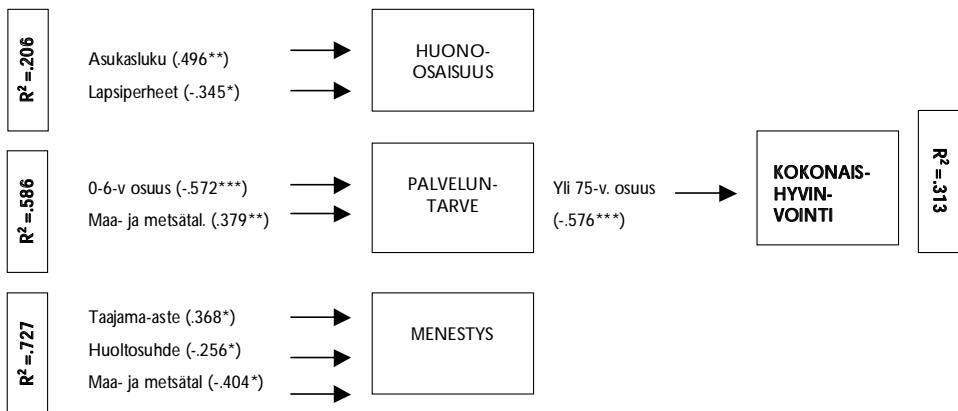 R² =.206
Asukasluku (.496**)
Lapsiperheet (-.345*)
HUONO-
OSAISUUS
R² =.586
0-6-v osuus (-.572***)
Maa- ja metsätal. (.379**)
PALVELUN-
TARVE
Yli 75-v. osuus
(-.576***)
KOKONAIS-
HYVIN-
VOINTI
R² =.313
R² =.727
Taajama-aste (.368*)
Huoltosuhde (-.256*)
Maa- ja metsätal (-.404*)
MENESTYS